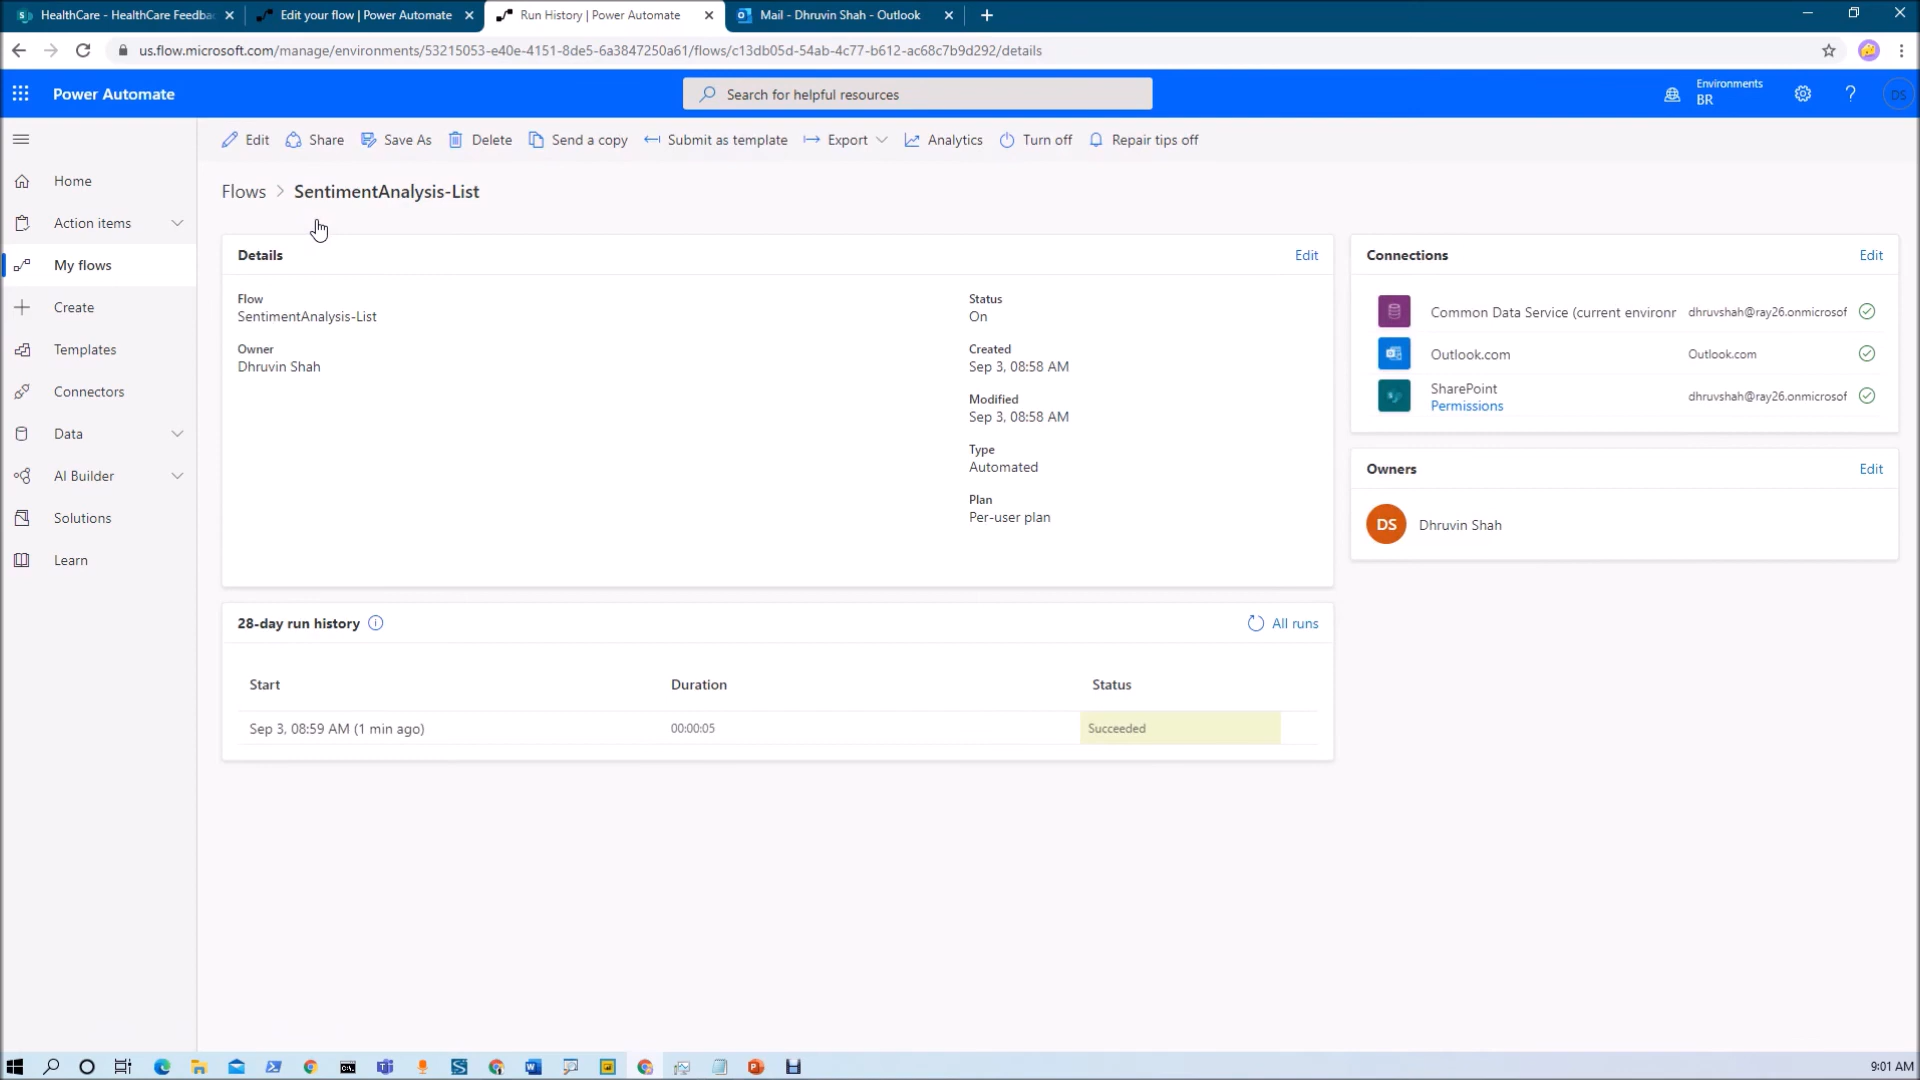 HealthCare - HealthCare Feedba
Edit your flow | Power Automate
Run History | Power Automate
Mail - Dhruvin Shah - Outlook
us.flow.microsoft.com/manage/environments/53215053-e40e-4151-8de5-6a3847250a61/flows/c13db05d-54ab-4c77-b612-ac68c7b9d292/details
Power Automate
Search for helpful resources
Environments
BR
DS
Edit
Share
Save As
Delete
Send a copy
Submit as template
Export
Analytics
Turn off
Repair tips off
Home
Action items
My flows
Create
Templates
Connectors
Data
AI Builder
Solutions
Learn
Flows > SentimentAnalysis-List
Details
Edit
Flow
SentimentAnalysis-List
Owner
Dhruvin Shah
Status
On
Created
Sep 3, 08:58 AM
Modified
Sep 3, 08:58 AM
Type
Automated
Plan
Per-user plan
Connections
Edit
Common Data Service (current environr
dhruvshah@ray26.onmicrosof
Outlook.com
Outlook.com
SharePoint
Permissions
dhruvshah@ray26.onmicrosof
Owners
Edit
DS
Dhruvin Shah
28-day run history
All runs
Start
Duration
Status
Sep 3, 08:59 AM (1 min ago)
00:00:05
Succeeded
9:01 AM